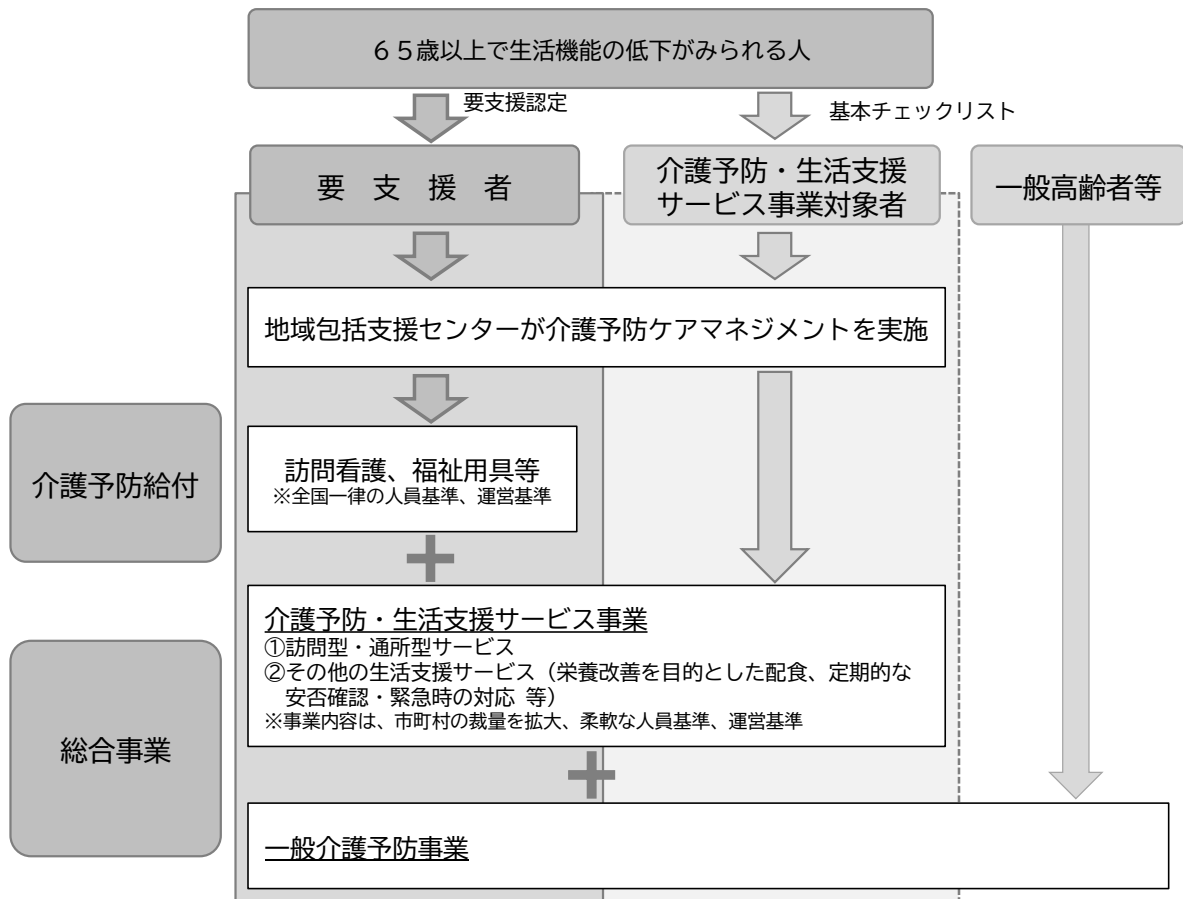 ６５歳以上で生活機能の低下がみられる人
要支援認定
基本チェックリスト
要　支　援　者
介護予防・生活支援
サービス事業対象者
一般高齢者等
地域包括支援センターが介護予防ケアマネジメントを実施
介護予防給付
訪問看護、福祉用具等
※全国一律の人員基準、運営基準
総合事業
介護予防・生活支援サービス事業
①訪問型・通所型サービス
②その他の生活支援サービス（栄養改善を目的とした配食、定期的な
安否確認・緊急時の対応 等）
※事業内容は、市町村の裁量を拡大、柔軟な人員基準、運営基準
一般介護予防事業